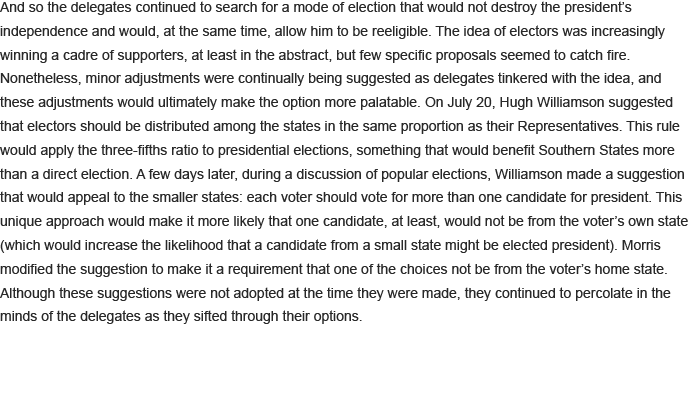 And so the delegates continued to search for a mode of election that would not destroy the president's
independence and would, at the same time, allow him to be reeligible. The idea of electors was increasingly
winning a cadre of supporters, at least in the abstract, but few specific proposals seemed to catch fire.
Nonetheless, minor adjustments were continually being suggested as delegates tinkered with the idea, and
these adjustments would ultimately make the option more palatable. On July 20, Hugh Williamson suggested
that electors should be distributed among the states in the same proportion as their Representatives. This rule
would apply the three-fifths ratio to presidential elections, something that would benefit Southern States more
than a direct election. A few days later, during a discussion of popular elections, Williamson made a suggestion
that would appeal to the smaller states: each voter should vote for more than one candidate for president. This
unique approach would make it more likely that one candidate, at least, would not be from the voter's own state
(which would increase the likelihood that a candidate from a small state might be elected president). Morris
modified the suggestion to make it a requirement that one of the choices not be from the voter's home state.
Although these suggestions were not adopted at the time they were made, they continued to percolate in the
minds of the delegates as they sifted through their options.